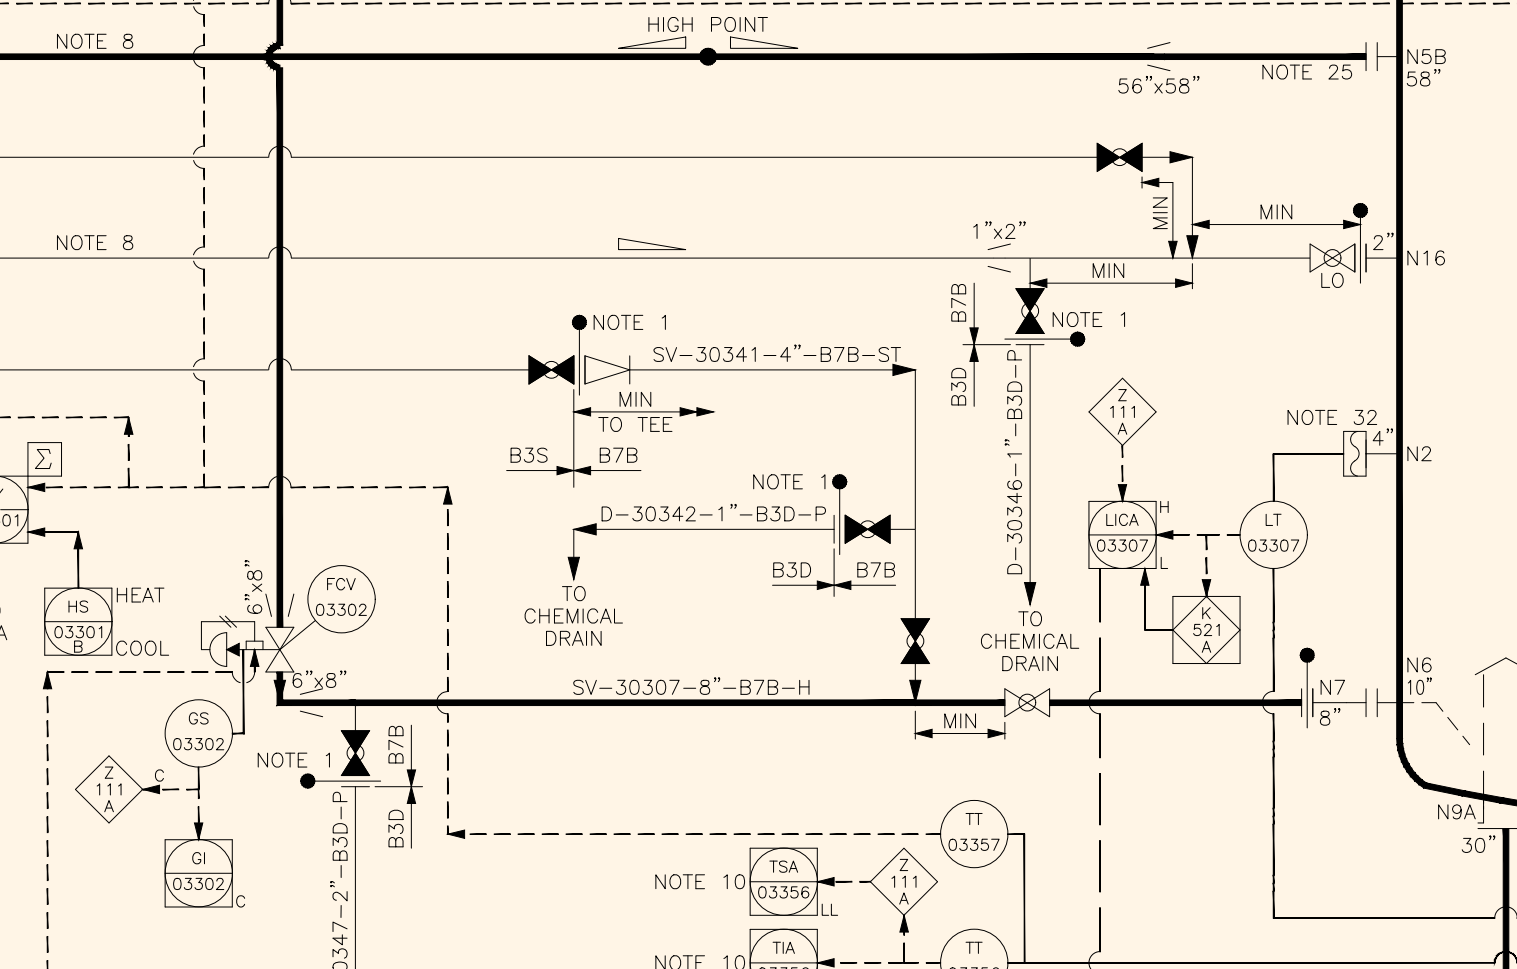 HIGH POINT
NOTE 8
N5B
NOTE 25
58”
56”x58”
MIN
MIN
1”x2”
NOTE 8
2”
N16
MIN
LO
B7B
NOTE 1
NOTE 1
SV-30341-4”-B7B-ST
B3D
D-30346-1”-B3D-P
MIN
TO TEE
Z
111
A
NOTE 32
4”
B3S
B7B
N2
Σ
NOTE 1
D-30342-1”-B3D-P
H
LICA
03307
L
LT
03307
01
B3D
B7B
TO
CHEMICAL
DRAIN
6”x8”
FCV
03302
HEAT
HS
03301
B
COOL
A
K
521
A
TO
CHEMICAL
DRAIN
6”x8”
SV-30307-8”-B7B-H
N6
10”
N7
8”
MIN
GS
03302
B7B
NOTE 1
Z
111
A
C
B3D
0347-2”-B3D-P
TT
03357
N9A
30”
GI
03302
C
NOTE 10
TSA
03356
LL
Z
111
A
NOTE 10
TIA
TT